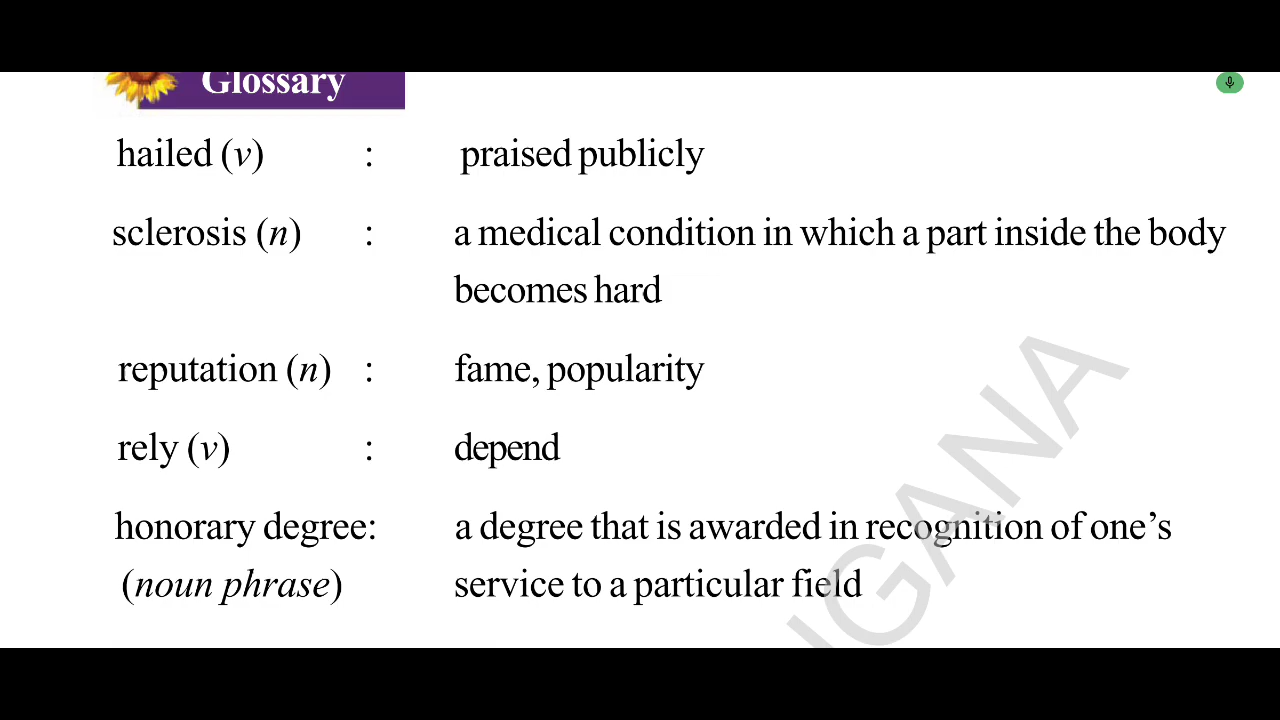 Glossary
hailed (v) : praised publicly
sclerosis (n) : a medical condition in which a part inside the body
becomes hard
reputation (n) : fame, popularity
rely (v) : depend
honorary degree: a degree that is awarded in recognition of one’s
(noun phrase) service to a particular field
NGANA